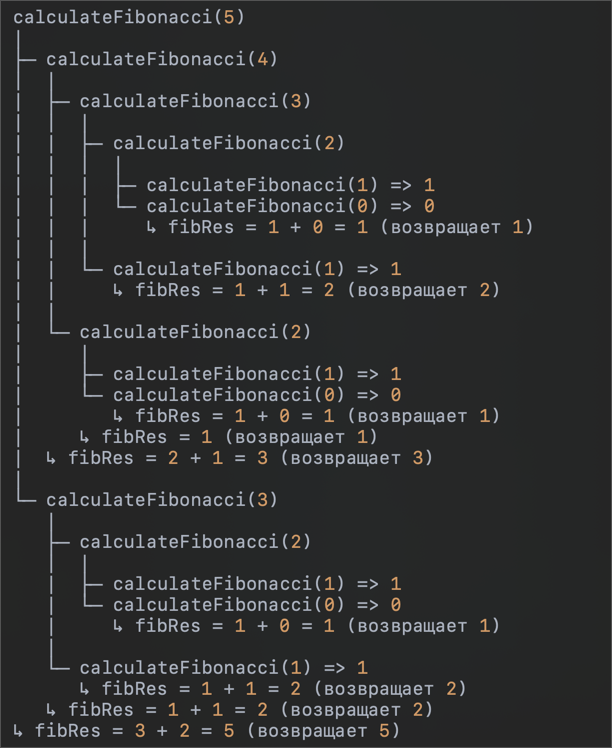 calculateFibonacci(5)
├─ calculateFibonacci(4)
├─ calculateFibonacci(3)
├─ calculateFibonacci(2)
├─ calculateFibonacci(1) => 1
└─ calculateFibonacci(0) => 0
↳ fibRes = 1 + 0 = 1 (возвращает 1)
└─ calculateFibonacci(1) => 1
↳ fibRes = 1 + 1 = 2 (возвращает 2)
└─ calculateFibonacci(2)
├─ calculateFibonacci(1) => 1
└─ calculateFibonacci(0) => 0
↳ fibRes = 1 + 0 = 1 (возвращает 1)
↳ fibRes = 1 (возвращает 1)
↳ fibRes = 2 + 1 = 3 (возвращает 3)
└─ calculateFibonacci(3)
├─ calculateFibonacci(2)
├─ calculateFibonacci(1) => 1
└─ calculateFibonacci(0) => 0
↳ fibRes = 1 + 0 = 1 (возвращает 1)
└─ calculateFibonacci(1) => 1
↳ fibRes = 1 + 1 = 2 (возвращает 2)
↳ fibRes = 1 + 1 = 2 (возвращает 2)
↳ fibRes = 3 + 2 = 5 (возвращает 5)